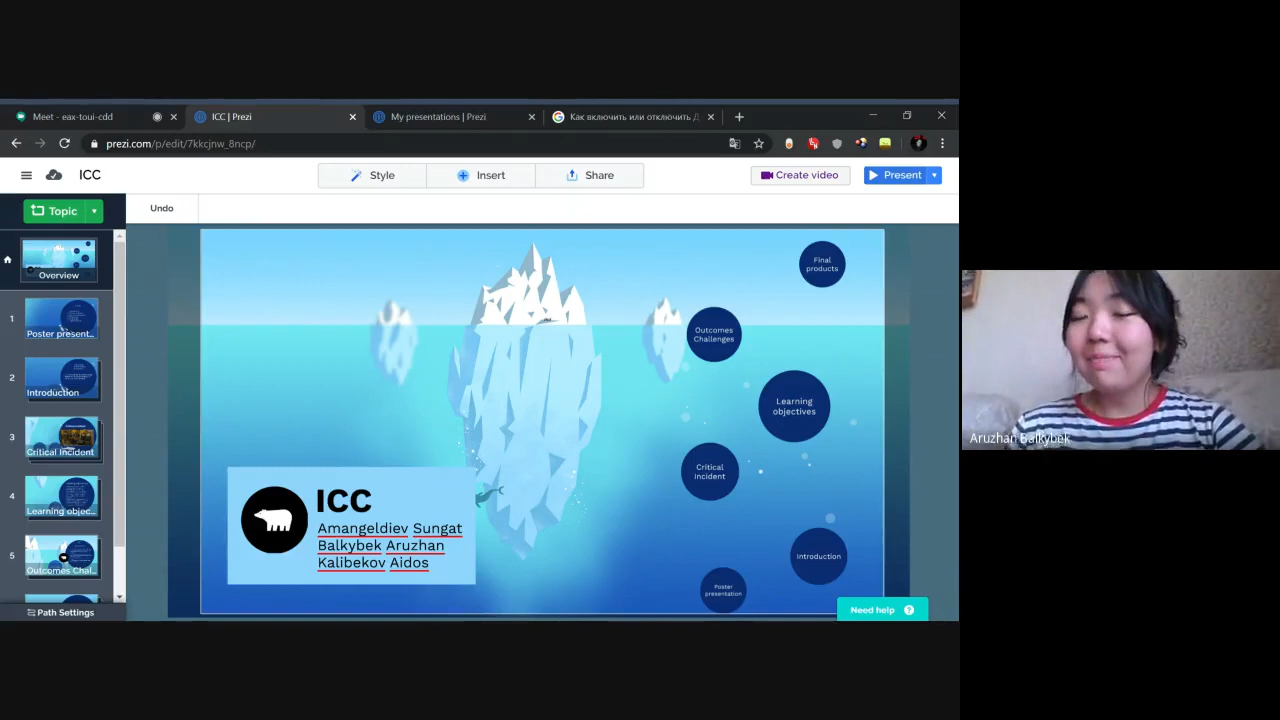 Meet - eax-toui-cdd
ICC | Prezi
My presentations | Prezi
Как включить или отключить Д
prezi.com/p/edit/7kkcjnw_8ncp/
ICC
Style
Insert
Share
Create video
Present
Topic
Undo
Overview
1
Poster present...
2
Introduction
3
Critical Incident
4
Learning objec...
5
Outcomes Chal...
Path Settings
Final
products
Outcomes
Challenges
Learning
objectives
Critical
Incident
Introduction
Poster
presentation
ICC
Amangeldiev Sungat
Balkybek Aruzhan
Kalibekov Aidos
Need help ?
Aruzhan Balkybek